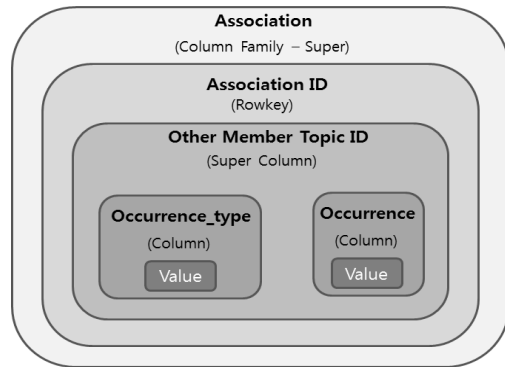 Association
(Column Family – Super)
Association ID
(Rowkey)
Other Member Topic ID
(Super Column)
Occurrence_type
(Column)
Value
Occurrence
(Column)
Value